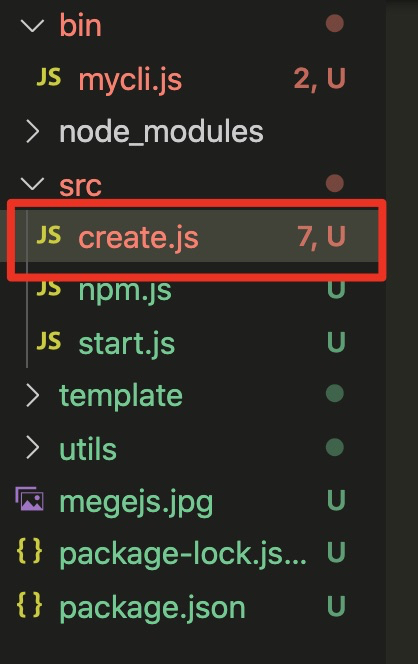 bin
JS mycli.js 2, U
node_modules
src
JS create.js 7, U
JS npm.js U
JS start.js U
template
utils
megejs.jpg U
{} package-lock.js... U
{} package.json U